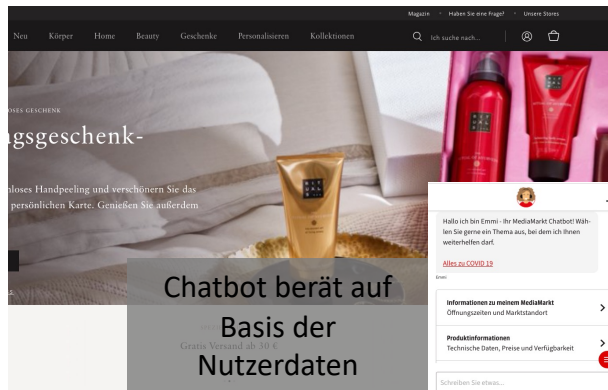 Magazin • Haben Sie eine Frage? • Unsere Stores
Neu Körper Home Beauty Geschenke Personalisieren Kollektionen
Ich suche nach...
OSES GESCHENK
gsgeschenk-
nloses Handpeeling und verschönern Sie das
persönlichen Karte. Genießen Sie außerdem
RITUALS
Gratis Versand ab 30 €
Chatbot berät auf
Basis der
Nutzerdaten
Hallo ich bin Emmi - Ihr MediaMarkt Chatbot! Wäh-
len Sie gerne ein Thema aus, bei dem ich Ihnen
weiterhelfen darf.
Alles zu COVID 19
Emmi
Informationen zu meinem MediaMarkt
Öffnungszeiten und Marktstandort
Produktinformationen
Technische Daten, Preise und Verfügbarkeit
Schreiben Sie etwas...